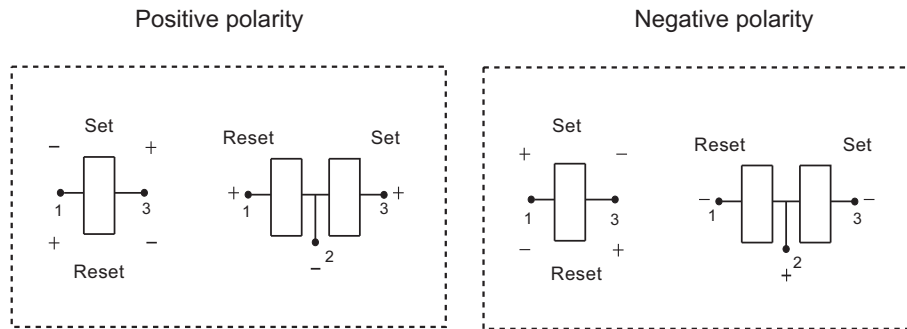 Positive polarity
Set
− +
1 3
+ −
Reset
Reset Set
+ +
1 3
2
−
Negative polarity
Set
+ −
1 3
− +
Reset
Reset Set
− −
1 3
2
+